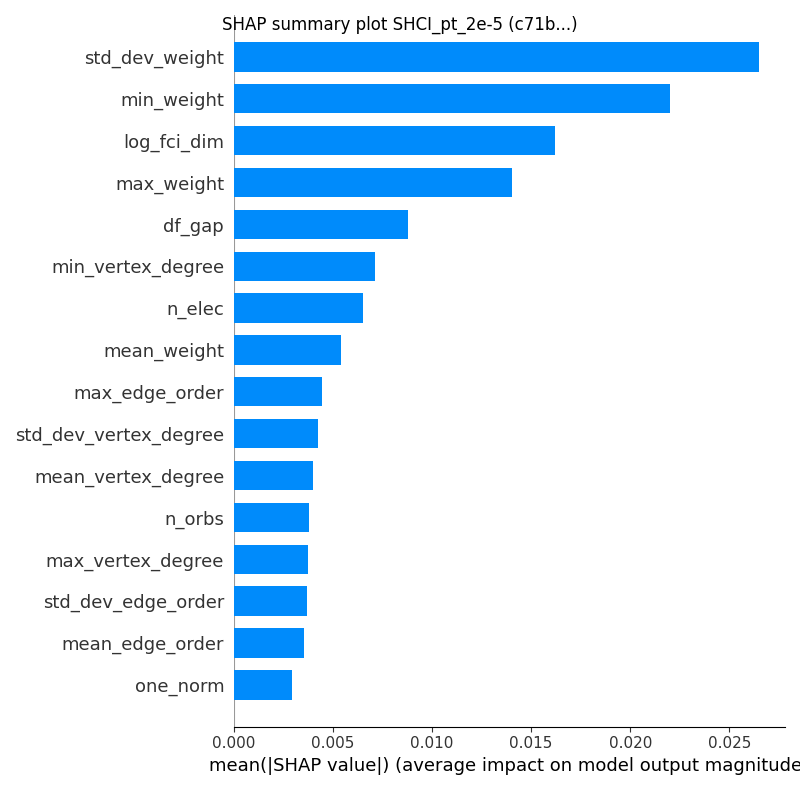 SHAP summary plot SHCI_pt_2e-5 (c71b...)
std_dev_weight
min_weight
log_fci_dim
max_weight
df_gap
min_vertex_degree
n_elec
mean_weight
max_edge_order
std_dev_vertex_degree
mean_vertex_degree
n_orbs
max_vertex_degree
std_dev_edge_order
mean_edge_order
one_norm
0.000 0.005 0.010 0.015 0.020 0.025
mean(|SHAP value|) (average impact on model output magnitude